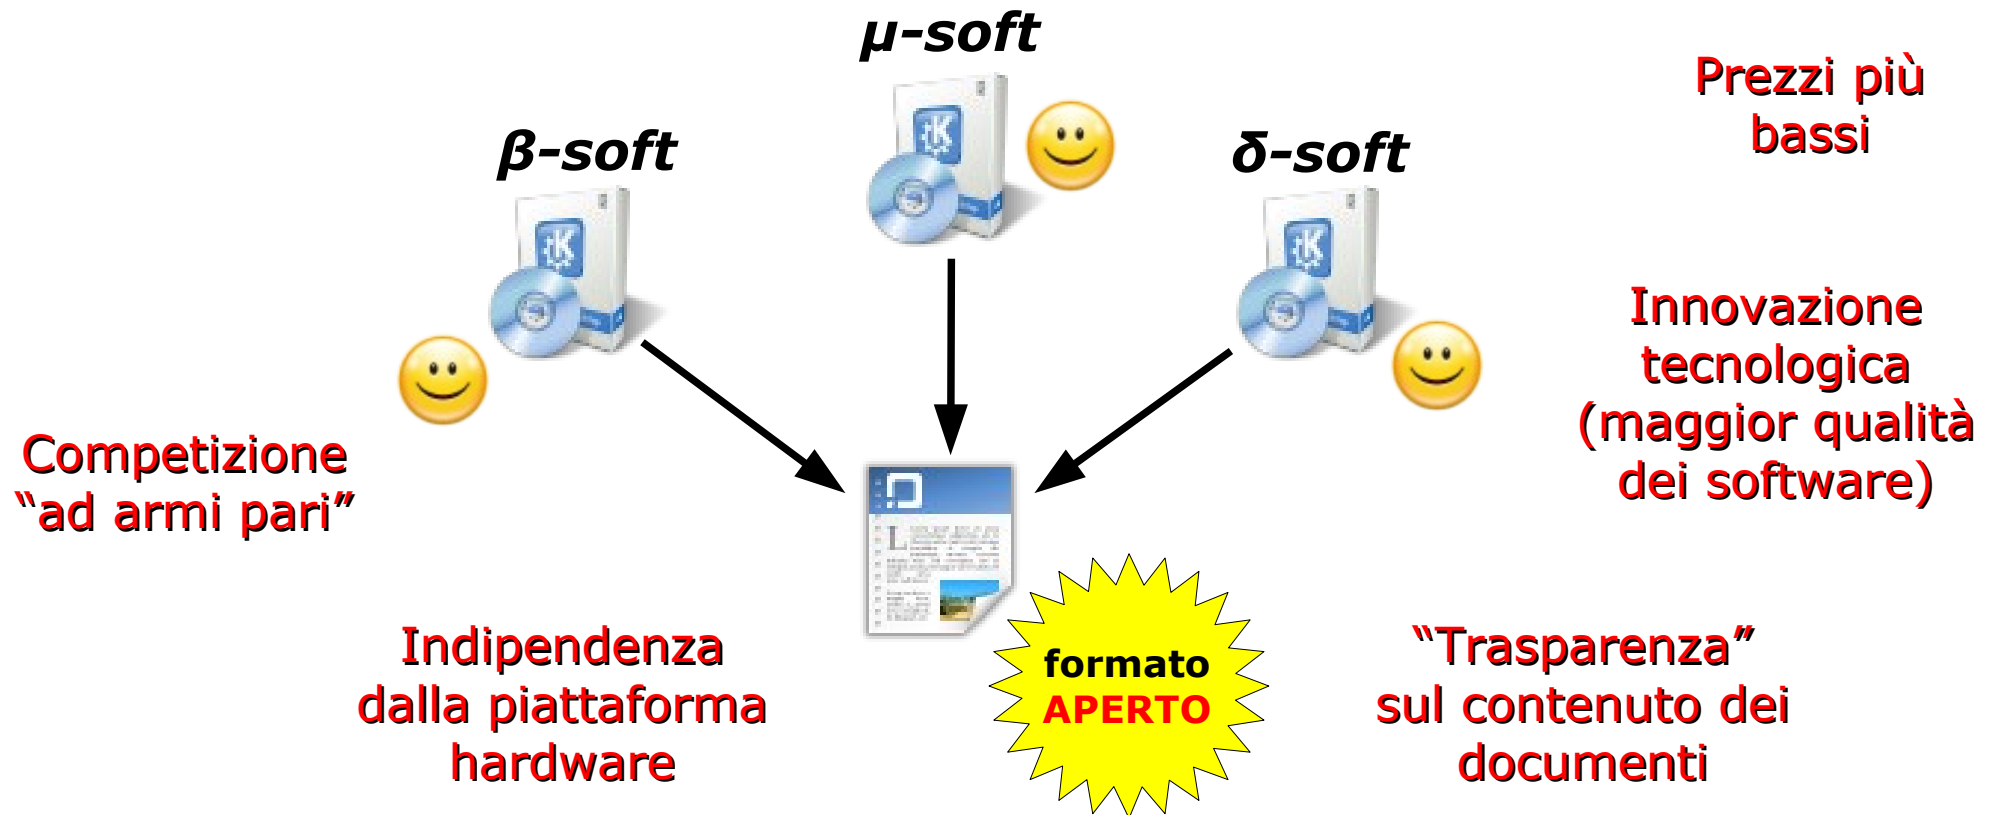 μ-soft
β-soft
δ-soft
Prezzi più
bassi
Innovazione
tecnologica
(maggior qualità
dei software)
Competizione
“ad armi pari”
Indipendenza
dalla piattaforma
hardware
formato
APERTO
“Trasparenza”
sul contenuto dei
documenti